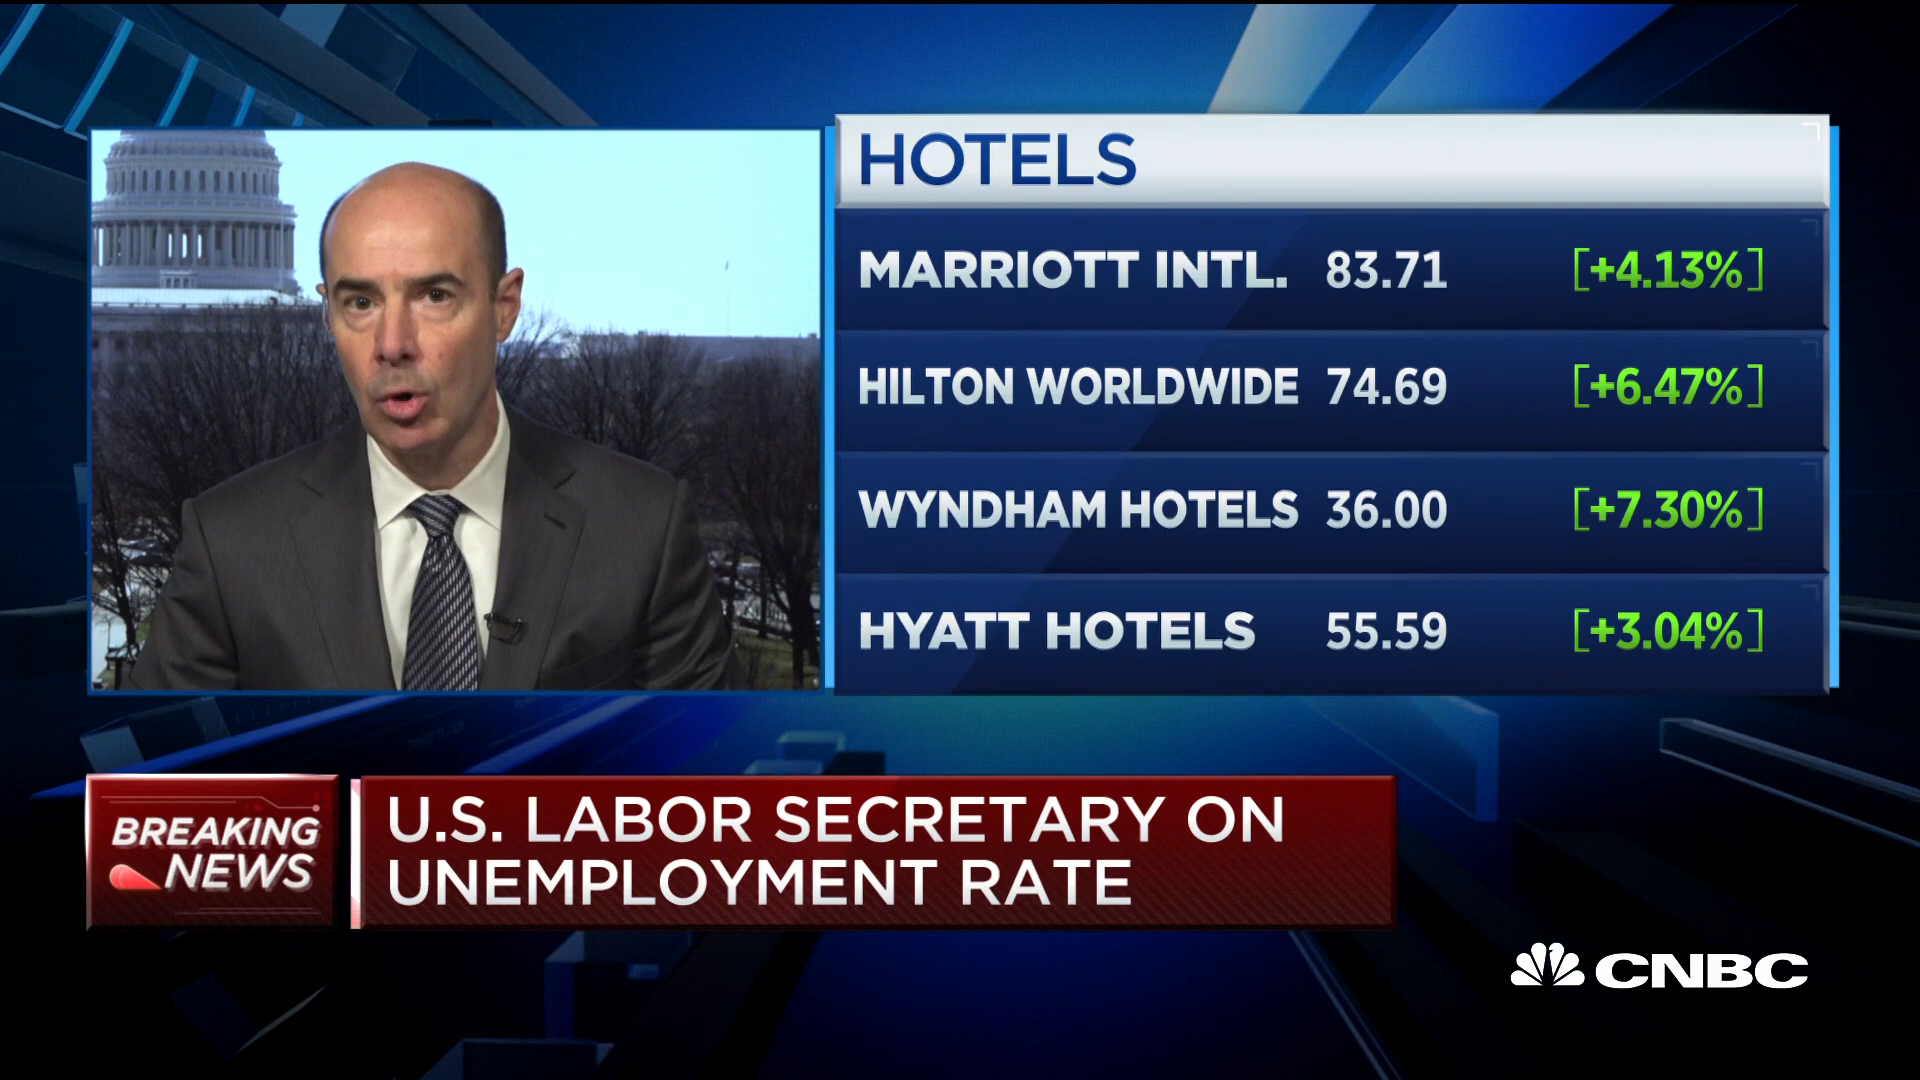 HOTELS
MARRIOTT INTL. 83.71 [+4.13%]
HILTON WORLDWIDE 74.69 [+6.47%]
WYNDHAM HOTELS 36.00 [+7.30%]
HYATT HOTELS 55.59 [+3.04%]
BREAKING
NEWS
U.S. LABOR SECRETARY ON
UNEMPLOYMENT RATE
CNBC